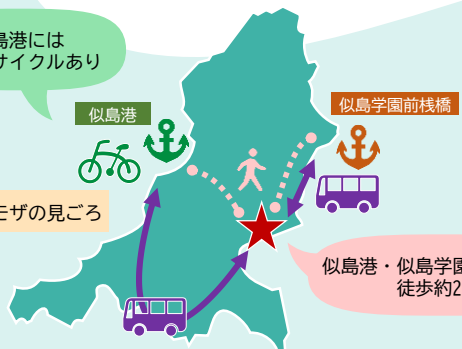 島港には
サイクルあり
似島港
似島学園前桟橋
モザの見ごろ
似島港・似島学園
徒歩約2